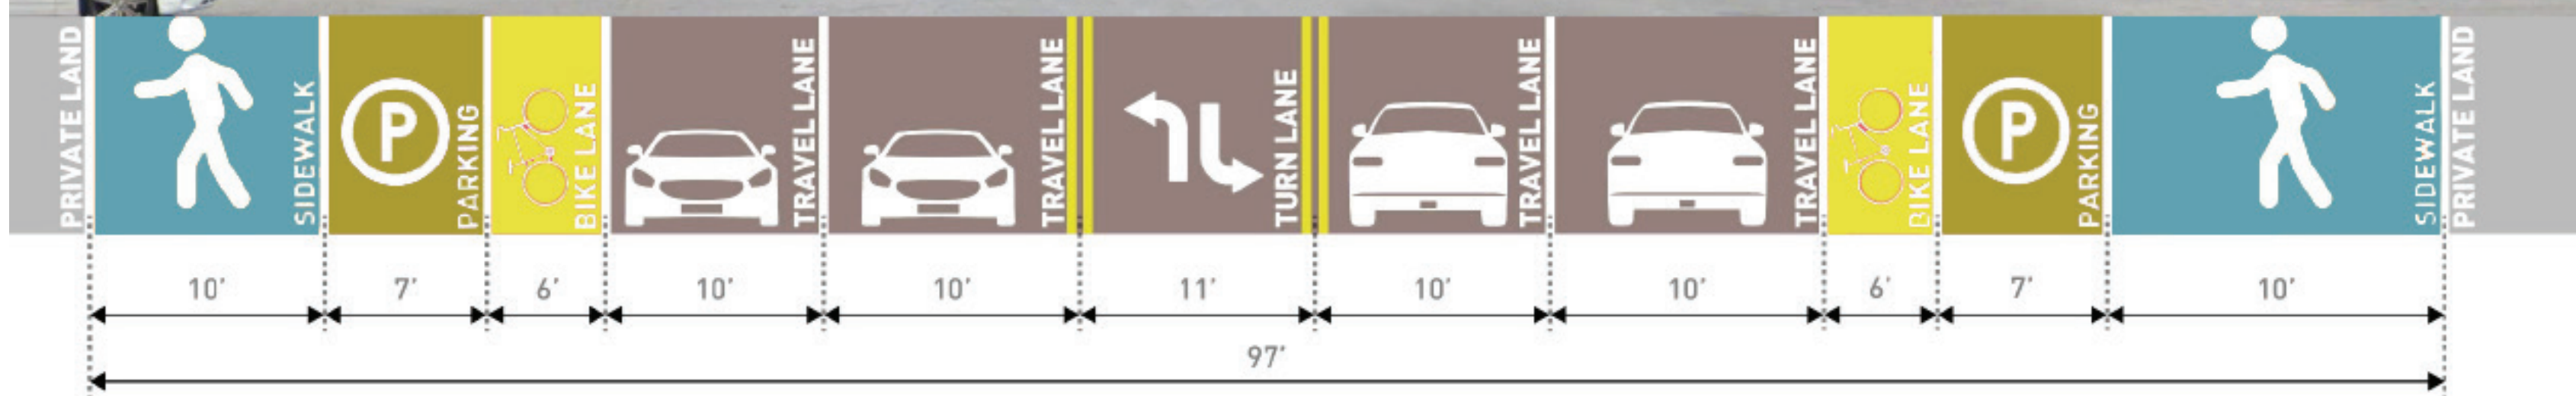 PRIVATE LAND
SIDEWALK
P
PARKING
BIKE LANE
TRAVEL LANE
TRAVEL LANE
TURN LANE
TRAVEL LANE
TRAVEL LANE
BIKE LANE
P
PARKING
SIDEWALK
PRIVATE LAND
10' 7' 6' 10' 10' 11' 10' 10' 6' 7' 10'
97'